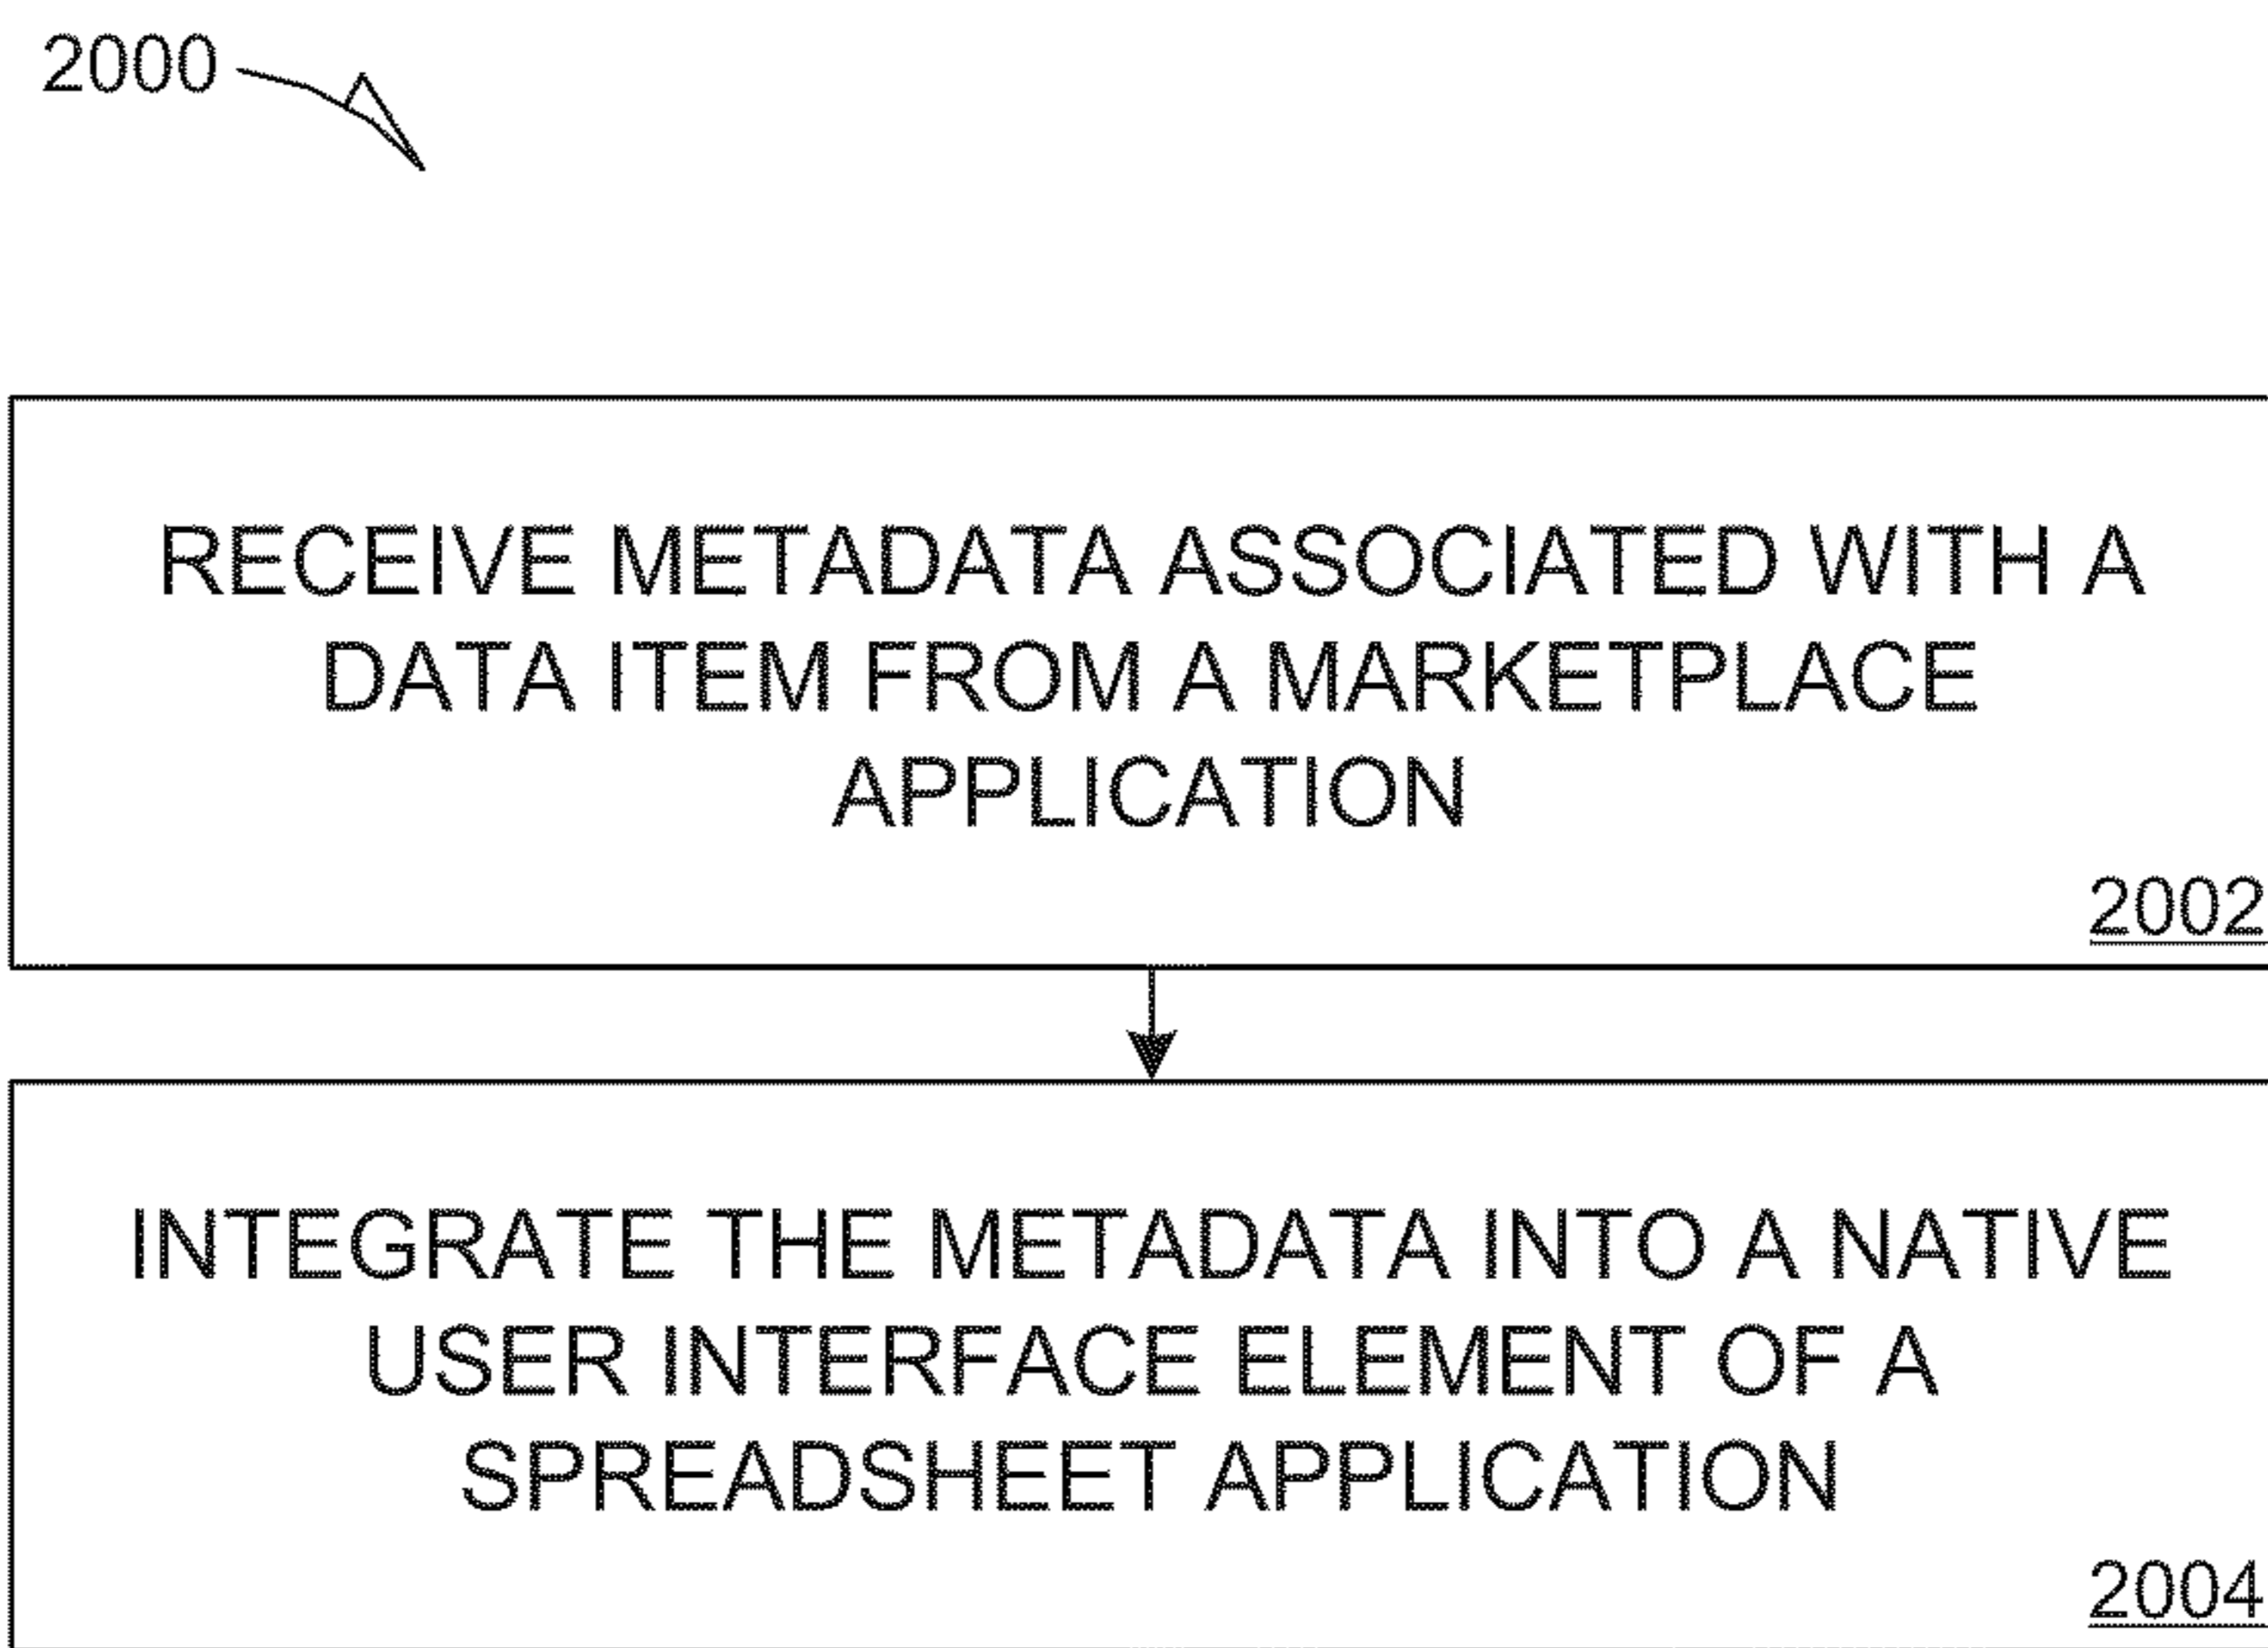 2000
RECEIVE METADATA ASSOCIATED WITH A
DATA ITEM FROM A MARKETPLACE
APPLICATION
2002
INTEGRATE THE METADATA INTO A NATIVE
USER INTERFACE ELEMENT OF A
SPREADSHEET APPLICATION
2004